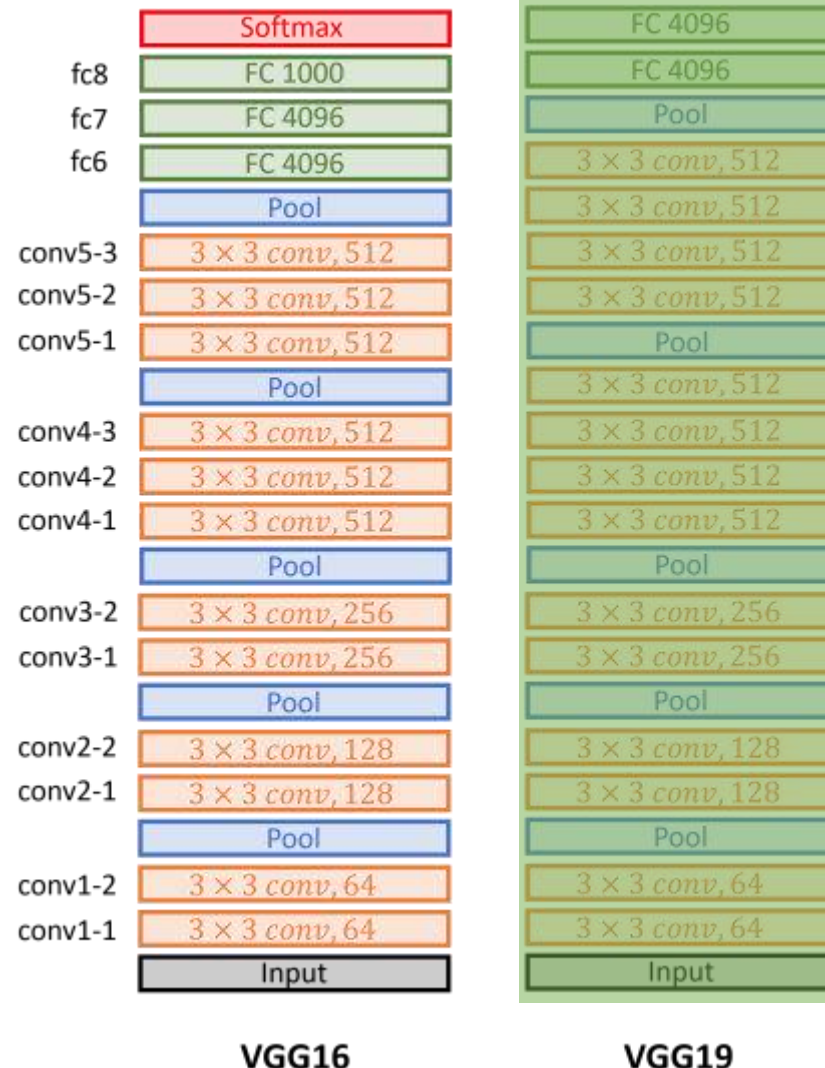 Softmax
fc8 FC 1000
fc7 FC 4096
fc6 FC 4096
Pool
conv5-3 3 × 3 conv, 512
conv5-2 3 × 3 conv, 512
conv5-1 3 × 3 conv, 512
Pool
conv4-3 3 × 3 conv, 512
conv4-2 3 × 3 conv, 512
conv4-1 3 × 3 conv, 512
Pool
conv3-2 3 × 3 conv, 256
conv3-1 3 × 3 conv, 256
Pool
conv2-2 3 × 3 conv, 128
conv2-1 3 × 3 conv, 128
Pool
conv1-2 3 × 3 conv, 64
conv1-1 3 × 3 conv, 64
Input
VGG16
FC 4096
FC 4096
Pool
3 × 3 conv, 512
3 × 3 conv, 512
3 × 3 conv, 512
3 × 3 conv, 512
Pool
3 × 3 conv, 512
3 × 3 conv, 512
3 × 3 conv, 512
3 × 3 conv, 512
Pool
3 × 3 conv, 256
3 × 3 conv, 256
Pool
3 × 3 conv, 128
3 × 3 conv, 128
Pool
3 × 3 conv, 64
3 × 3 conv, 64
Input
VGG19